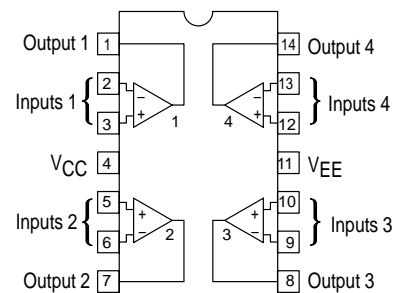 Output 1 1 14 Output 4
2 13
Inputs 1 { − − } Inputs 4
+ +
3 1 4 12
VCC 4 11 VEE
5 10
Inputs 2 { + + } Inputs 3
− −
6 2 3 9
Output 2 7 8 Output 3